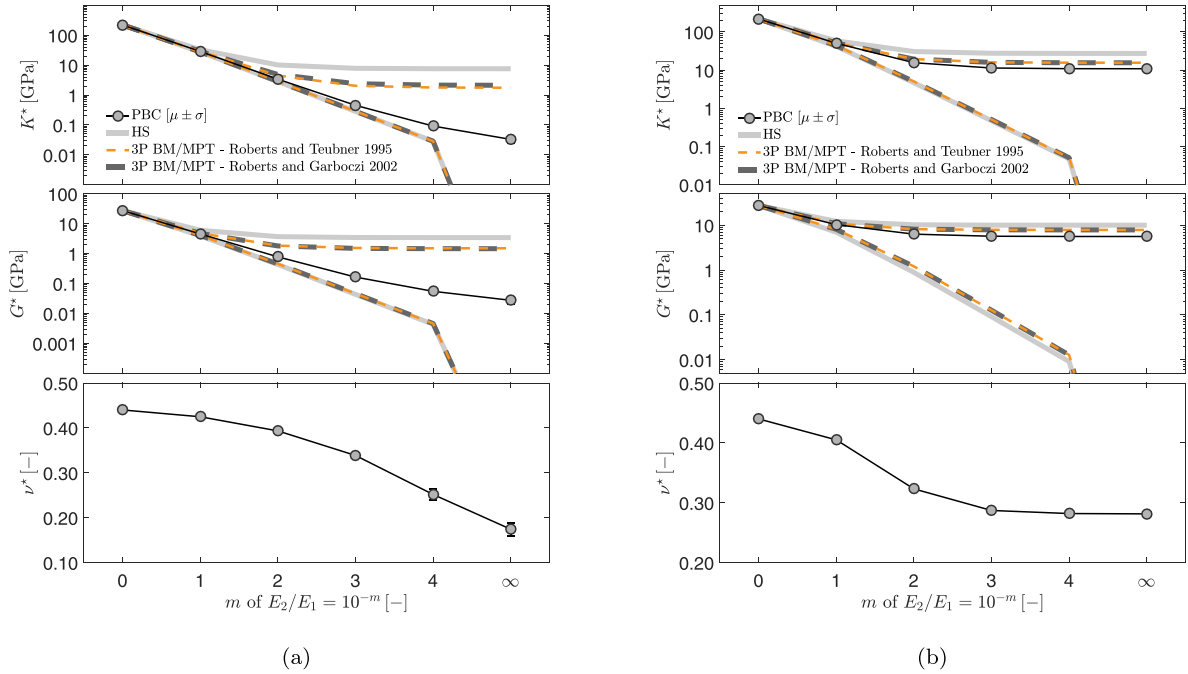 K* [GPa]
100
10
1
0.1
0.01
PBC [μ ± σ]
HS
3P BM/MPT - Roberts and Teubner 1995
3P BM/MPT - Roberts and Garboczi 2002
G* [GPa]
100
10
1
0.1
0.01
0.001
ν* [−]
0.50
0.40
0.30
0.20
0.10
0 1 2 3 4 ∞
m of E₂/E₁ = 10⁻ᵐ [−]
(a)
K* [GPa]
100
10
1
0.1
0.01
PBC [μ ± σ]
HS
3P BM/MPT - Roberts and Teubner 1995
3P BM/MPT - Roberts and Garboczi 2002
G* [GPa]
10
1
0.1
0.01
ν* [−]
0.50
0.40
0.30
0.20
0 1 2 3 4 ∞
m of E₂/E₁ = 10⁻ᵐ [−]
(b)